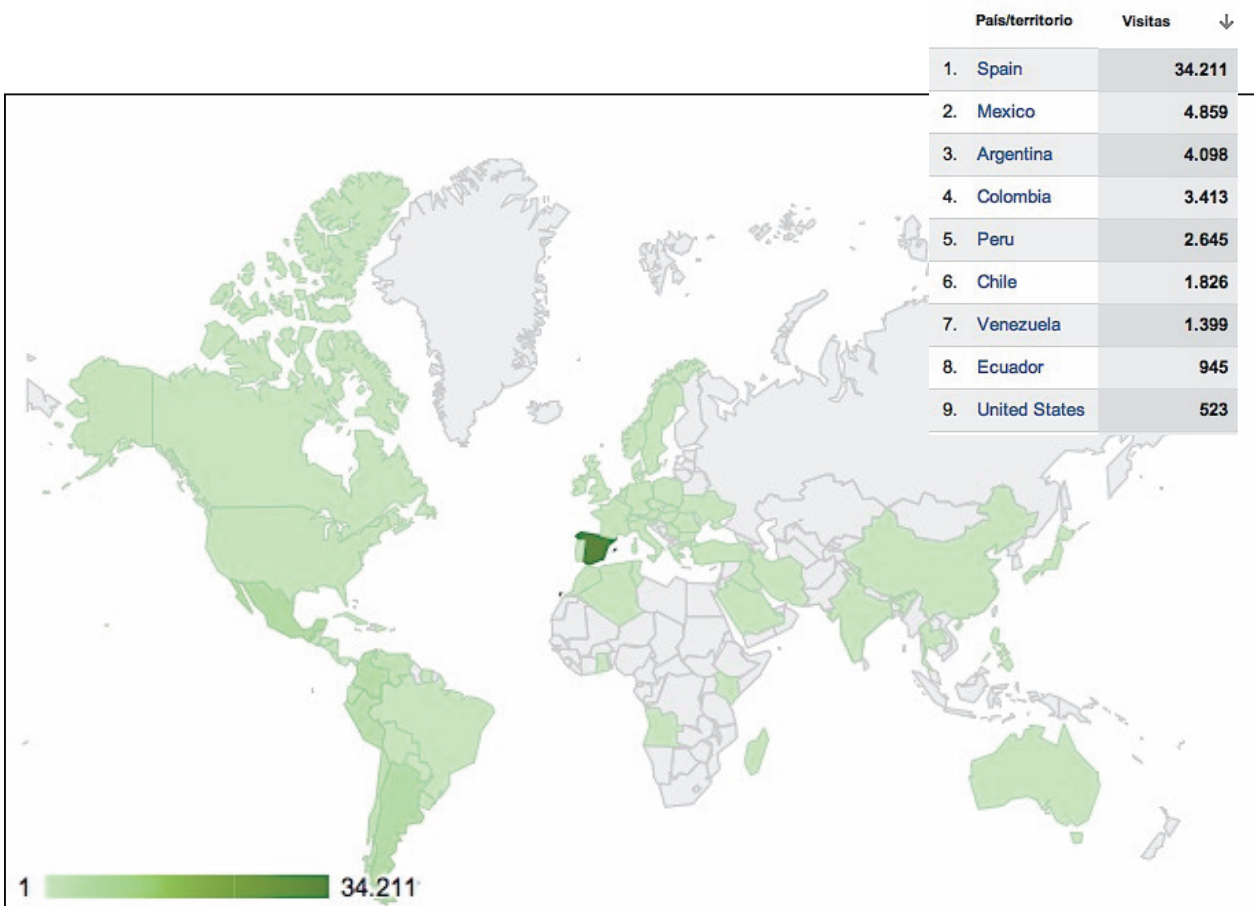 País/territorio Visitas ↓
1. Spain 34.211
2. Mexico 4.859
3. Argentina 4.098
4. Colombia 3.413
5. Peru 2.645
6. Chile 1.826
7. Venezuela 1.399
8. Ecuador 945
9. United States 523
1 34.211